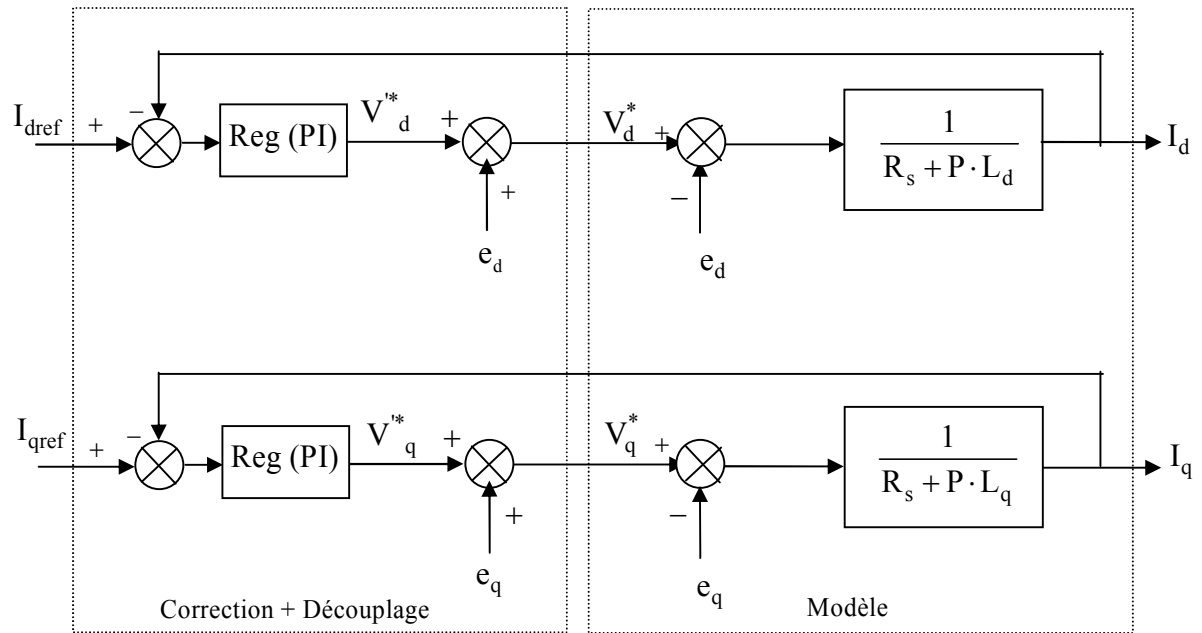 I_dref + −
Reg (PI)
V'*_d +
+
e_d
V*_d +
−
e_d
1
R_s + P · L_d
I_d
I_qref + −
Reg (PI)
V'*_q +
+
e_q
V*_q +
−
e_q
1
R_s + P · L_q
I_q
Correction + Découplage
Modèle